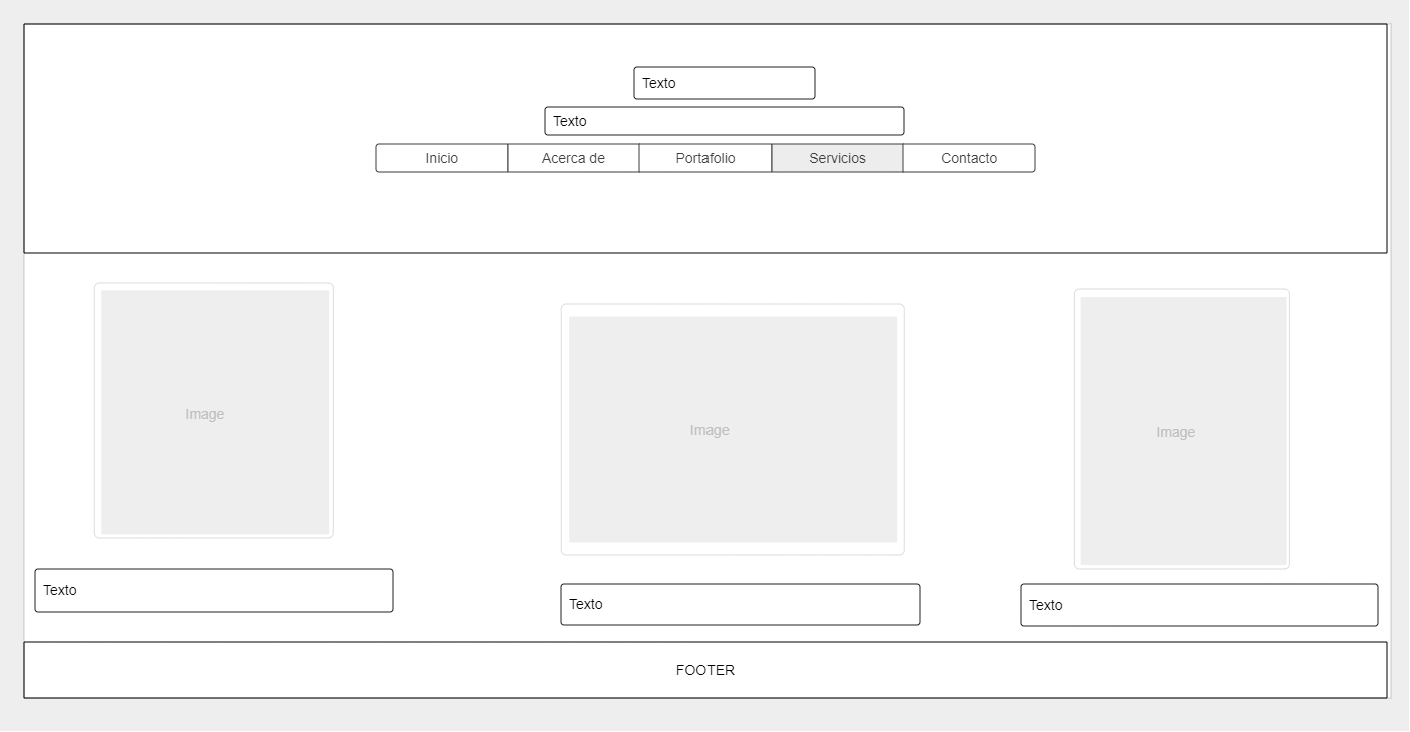 Texto
Texto
Inicio Acerca de Portafolio Servicios Contacto
Image Image Image
Texto Texto Texto
FOOTER